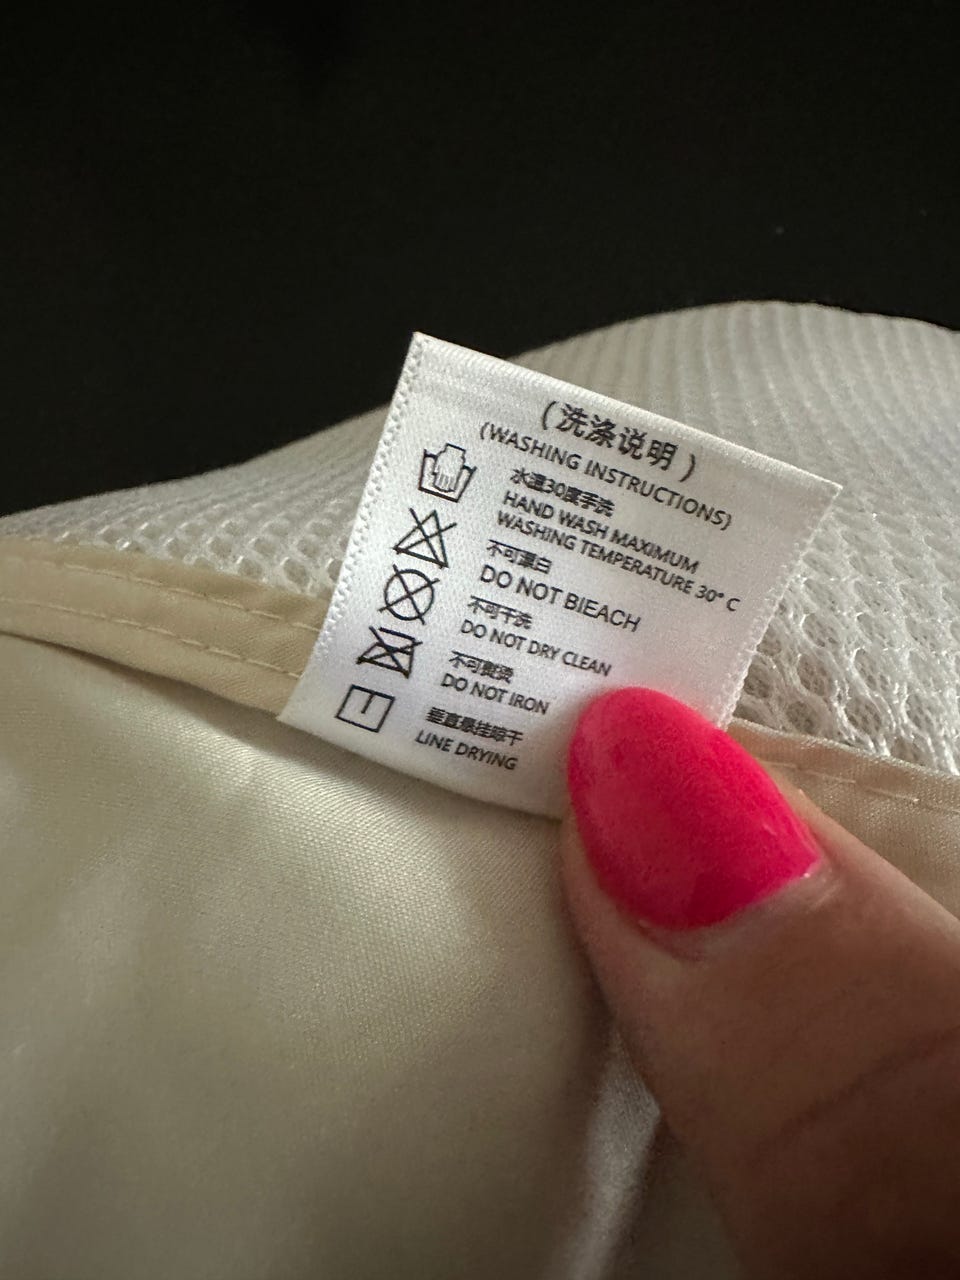 (洗涤说明)
(WASHING INSTRUCTIONS)
水温30度手洗
HAND WASH MAXIMUM
WASHING TEMPERATURE 30° C
不可漂白
DO NOT BIEACH
不可干洗
DO NOT DRY CLEAN
不可熨烫
DO NOT IRON
垂直悬挂晾干
LINE DRYING